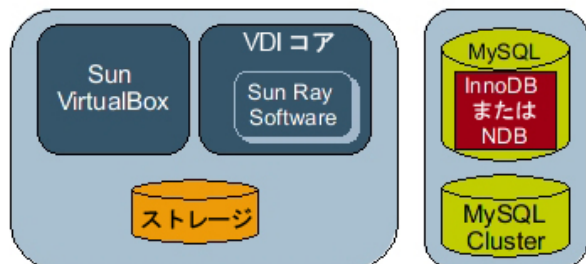 Sun
VirtualBox
VDI コア
Sun Ray
Software
ストレージ
MySQL
InnoDB
または
NDB
MySQL
Cluster